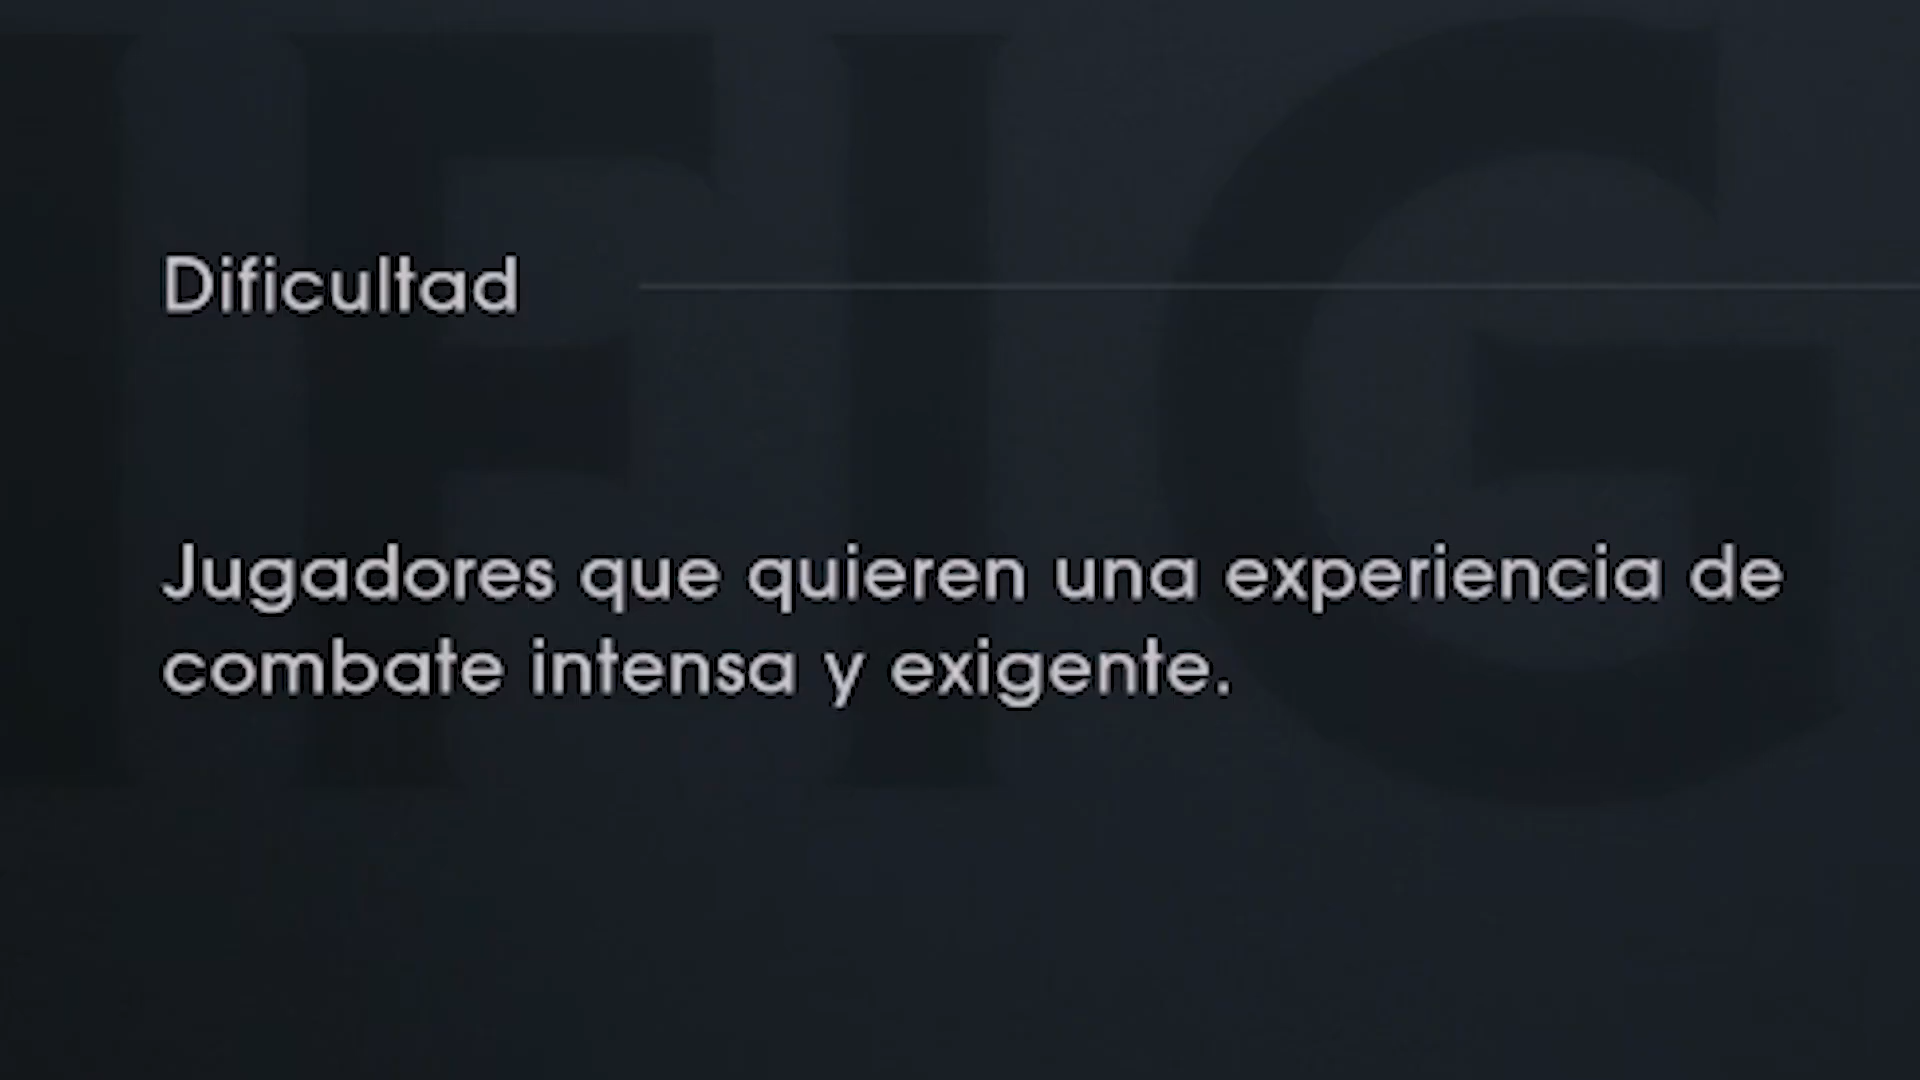 Dificultad
Jugadores que quieren una experiencia de
combate intensa y exigente.